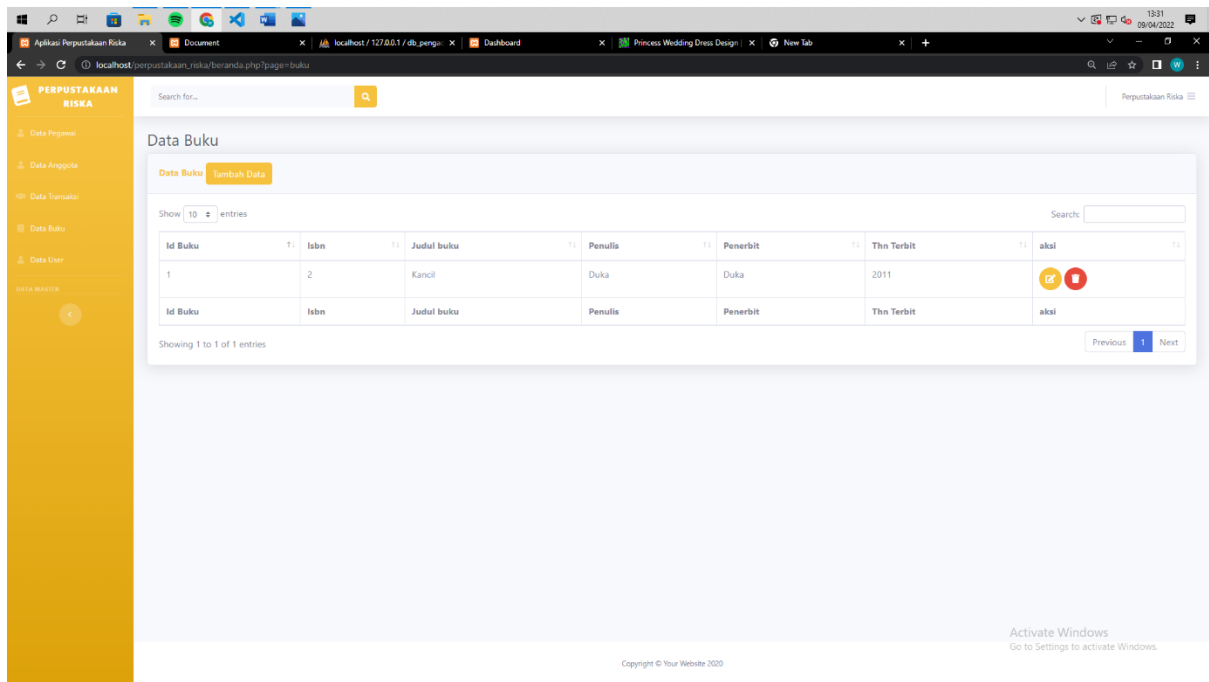 13:31
09/04/2022
Aplikasi Perpustakaan Riska
Document
localhost / 127.0.0.1 / db_pengac
Dashboard
Princess Wedding Dress Design |
New Tab
localhost/perpustakaan_riska/beranda.php?page=buku
W
PERPUSTAKAAN
RISKA
Search for...
Perpustakaan Riska
Data Pegawai
Data Anggota
Data Transaksi
Data Buku
Data User
DATA MASTER
Data Buku
Data Buku Tambah Data
Show 10 entries
Search:
Id Buku Isbn Judul buku Penulis Penerbit Thn Terbit aksi
1 2 Kancil Duka Duka 2011
Id Buku Isbn Judul buku Penulis Penerbit Thn Terbit aksi
Showing 1 to 1 of 1 entries
Previous 1 Next
Activate Windows
Go to Settings to activate Windows.
Copyright © Your Website 2020